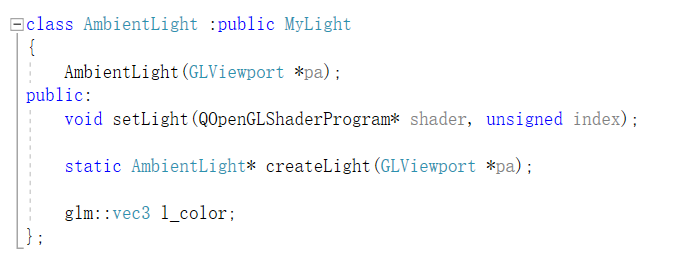 class AmbientLight :public MyLight
{
AmbientLight(GLViewport *pa);
public:
void setLight(QOpenGLShaderProgram* shader, unsigned index);
static AmbientLight* createLight(GLViewport *pa);
glm::vec3 l_color;
};